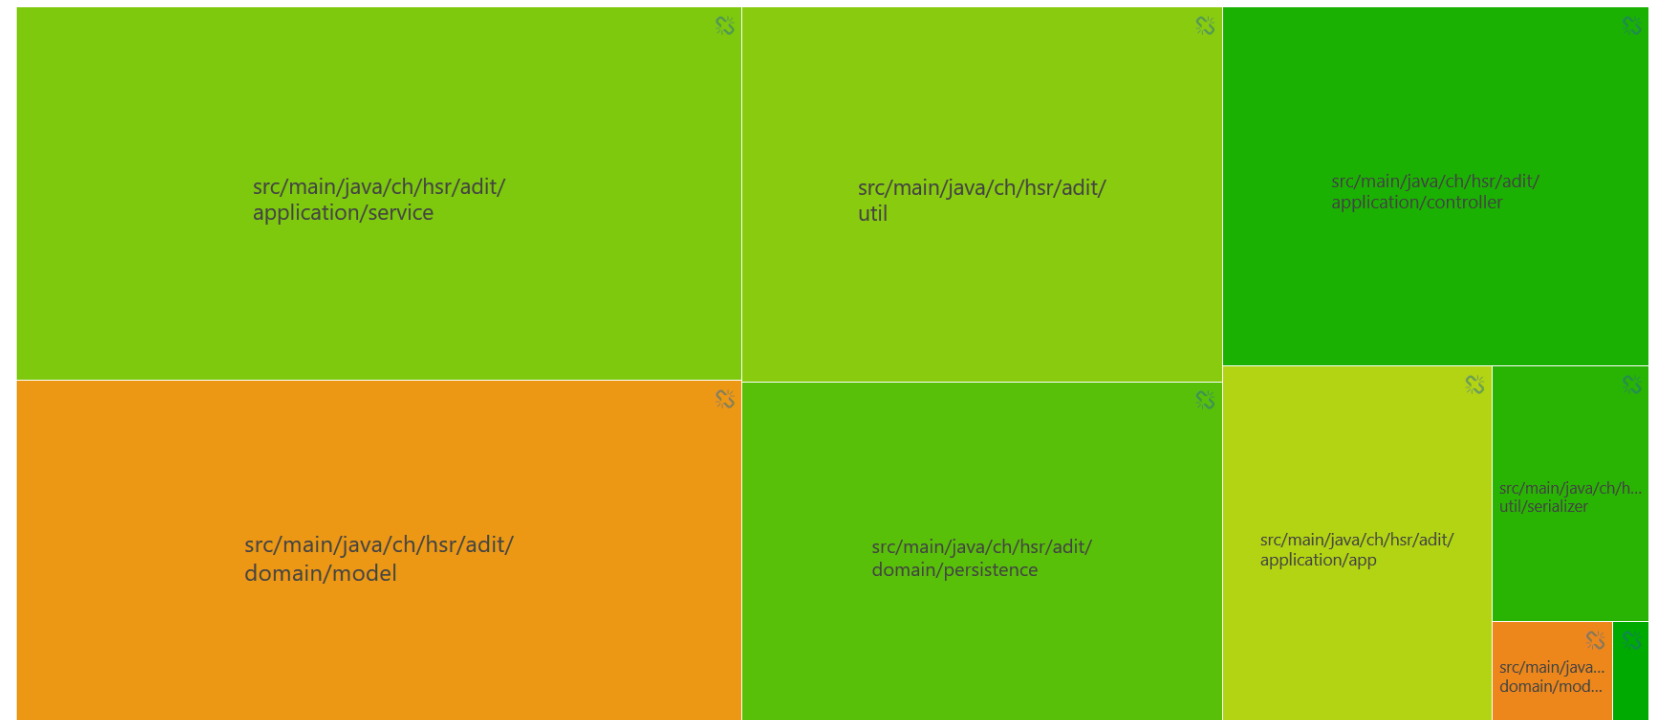 src/main/java/ch/hsr/adit/
application/service
src/main/java/ch/hsr/adit/
util
src/main/java/ch/hsr/adit/
application/controller
src/main/java/ch/hsr/adit/
domain/model
src/main/java/ch/hsr/adit/
domain/persistence
src/main/java/ch/hsr/adit/
application/app
src/main/java/ch/h...
util/serializer
src/main/java...
domain/mod...